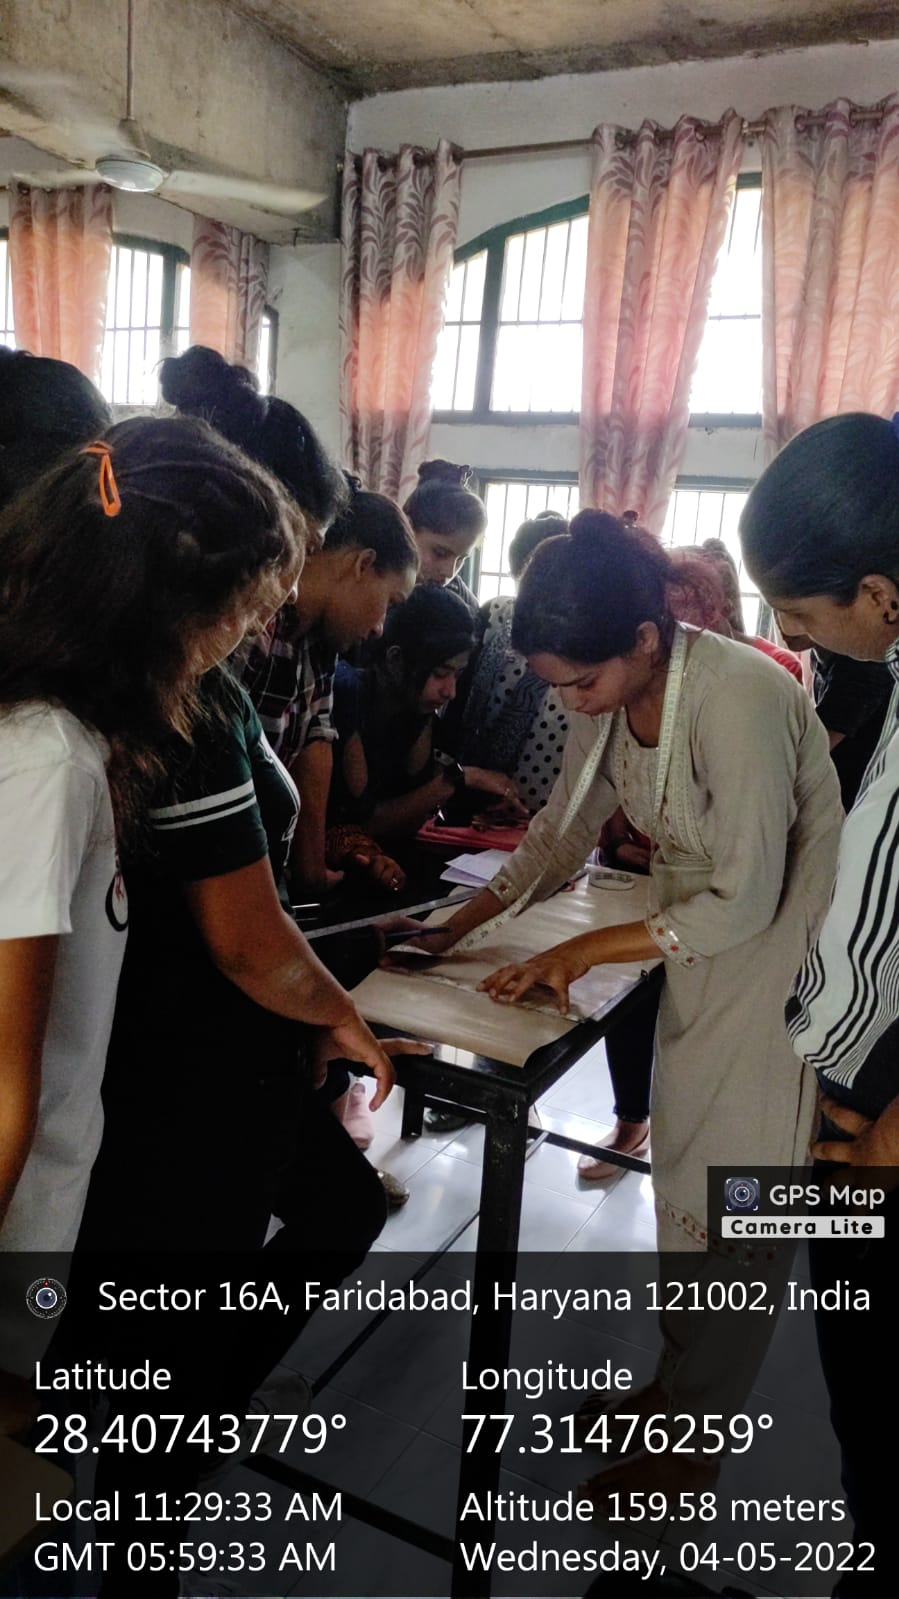 GPS Map
Camera Lite
Sector 16A, Faridabad, Haryana 121002, India
Latitude
28.40743779°
Longitude
77.31476259°
Local 11:29:33 AM
GMT 05:59:33 AM
Altitude 159.58 meters
Wednesday, 04-05-2022